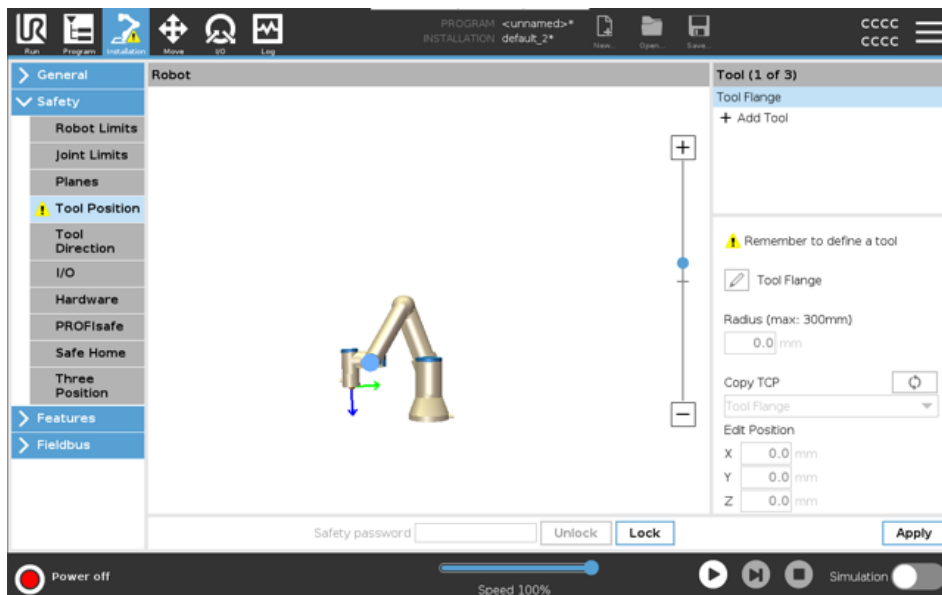 PROGRAM <unnamed>*
INSTALLATION default_2*
CCCC
CCCC
Run
Program
Installation
Move
I/O
Log
New...
Open...
Save...
General
Safety
Robot Limits
Joint Limits
Planes
Tool Position
Tool
Direction
I/O
Hardware
PROFIsafe
Safe Home
Three
Position
Features
Fieldbus
Robot
Tool (1 of 3)
Tool Flange
+ Add Tool
Remember to define a tool
Tool Flange
Radius (max: 300mm)
0.0 mm
Copy TCP
Tool Flange
Edit Position
X 0.0 mm
Y 0.0 mm
Z 0.0 mm
Safety password
Unlock
Lock
Apply
Power off
Speed 100%
Simulation